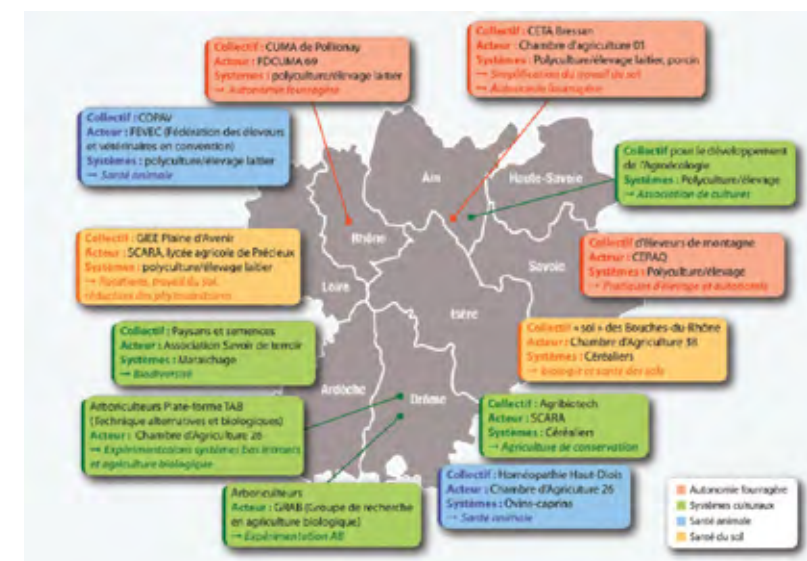 Collectif : CUMA de Pollionay
Acteur : FDCUMA 69
Systèmes : polyculture/élevage laitier
→ Autonomie fourragère
Collectif : CETA Bressan
Acteur : Chambre d'agriculture 01
Systèmes : Polyculture/élevage laitier, porcin
→ Simplification du travail du sol
→ Autonomie fourragère
Collectif : COPAV
Acteur : FEVEC (Fédération des éleveurs
et vétérinaires en convention)
Systèmes : polyculture/élevage laitier
→ Santé animale
Collectif pour le développement
de l'Agroécologie
Systèmes : Polyculture/élevage
→ Association de cultures
Ain
Haute-Savoie
Rhône
Loire
Savoie
Isère
Ardèche
Drôme
Collectif : GIEE Plaine d'Avenir
Acteur : SCARA, lycée agricole de Précieux
Systèmes : polyculture/élevage laitier
→ Rotations, travail du sol,
réduction des phytosanitaires
Collectif d'éleveurs de montagne
Acteur : CERAQ
Systèmes : Polyculture/élevage
→ Pratiques d'élevage et autonomie
Collectif : Paysans et semences
Acteur : Association Savoir de terroir
Systèmes : Maraichage
→ Biodiversité
Collectif « sol » des Bouches-du-Rhône
Acteur : Chambre d'Agriculture 38
Systèmes : Céréaliers
→ biologie et santé des sols
Arboriculteurs Plate-forme TAB
(Technique alternatives et biologiques)
Acteur : Chambre d'Agriculture 26
→ Expérimentations systèmes bas intrants
et agriculture biologique
Collectif : Agribiotech
Acteur : SCARA
Systèmes : Céréaliers
→ Agriculture de conservation
Arboriculteurs
Acteur : GRAB (Groupe de recherche
en agriculture biologique)
→ Expérimentation AB
Collectif : Homéopathie Haut-Diois
Acteur : Chambre d'Agriculture 26
Systèmes : Ovins-caprins
→ Santé animale
Autonomie fourragère
Systèmes culturaux
Santé animale
Santé du sol